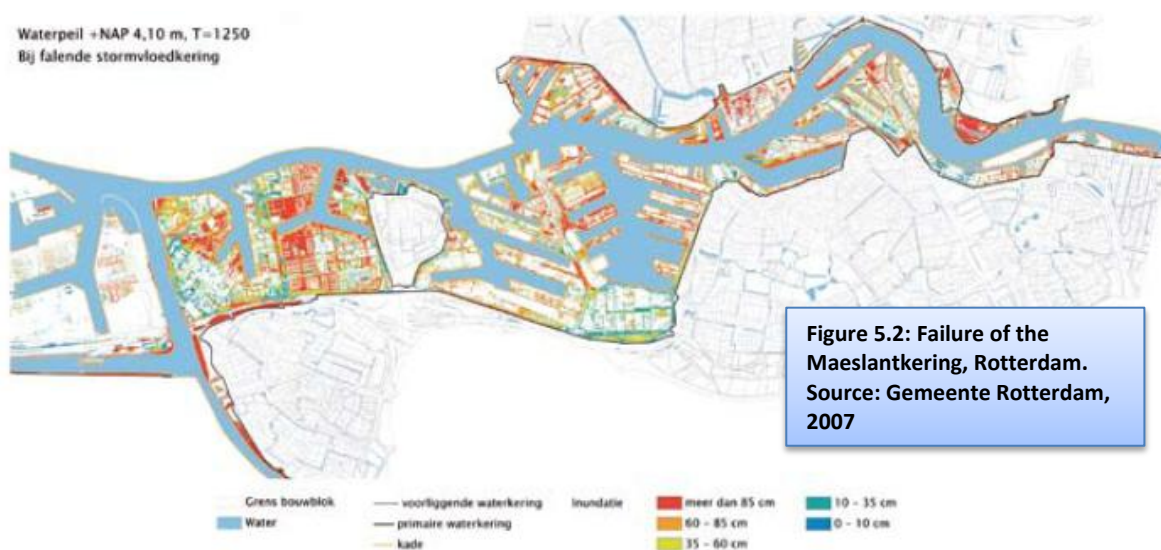 Waterpeil +NAP 4,10 m, T=1250
Bij falende stormvloedkering
Figure 5.2: Failure of the
Maeslantkering, Rotterdam.
Source: Gemeente Rotterdam,
2007
Grens bouwblok
Water
voorliggende waterkering
primaire waterkering
kade
Inundatie
meer dan 85 cm
60 - 85 cm
35 - 60 cm
10 - 35 cm
0 - 10 cm